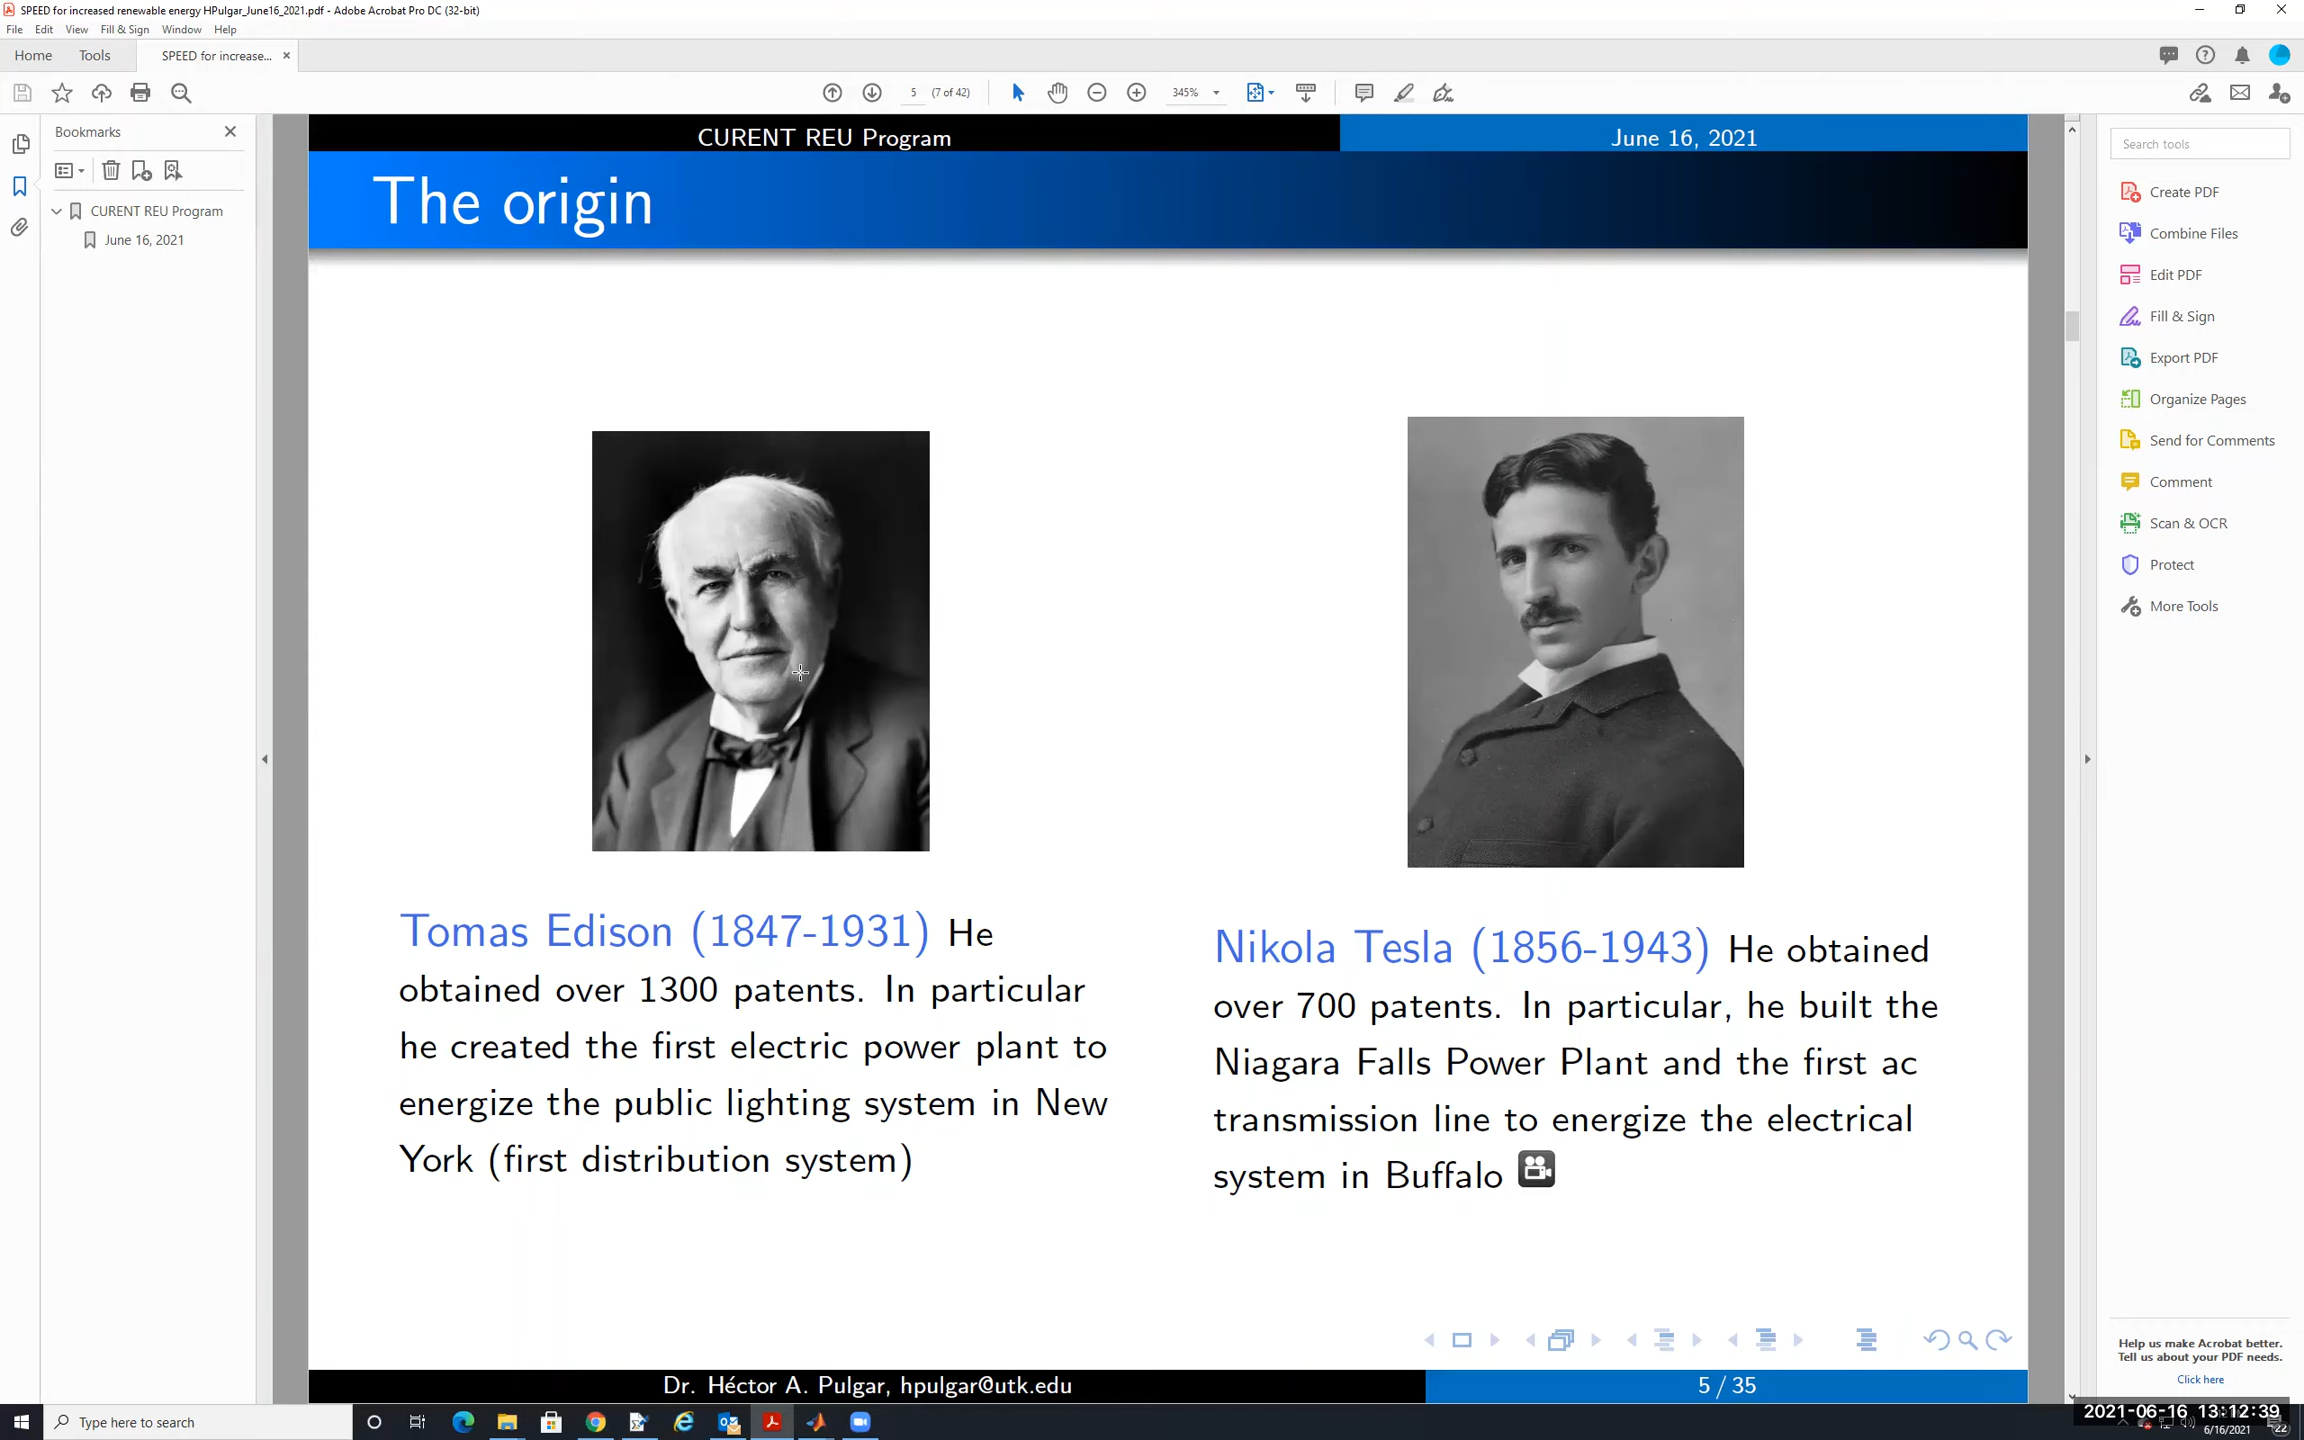 SPEED for increased renewable energy HPulgar_June16_2021.pdf - Adobe Acrobat Pro DC (32-bit)
File Edit View Fill & Sign Window Help
Home Tools SPEED for increase...
5 (7 of 42) 345%
Bookmarks
CURENT REU Program
June 16, 2021
CURENT REU Program June 16, 2021
The origin
Tomas Edison (1847-1931) He
obtained over 1300 patents. In particular
he created the first electric power plant to
energize the public lighting system in New
York (first distribution system)
Nikola Tesla (1856-1943) He obtained
over 700 patents. In particular, he built the
Niagara Falls Power Plant and the first ac
transmission line to energize the electrical
system in Buffalo
Dr. Héctor A. Pulgar, hpulgar@utk.edu 5 / 35
Search tools
Create PDF
Combine Files
Edit PDF
Fill & Sign
Export PDF
Organize Pages
Send for Comments
Comment
Scan & OCR
Protect
More Tools
Help us make Acrobat better.
Tell us about your PDF needs.
Click here
Type here to search
2021-06-16 13:12:39
6/16/2021
22